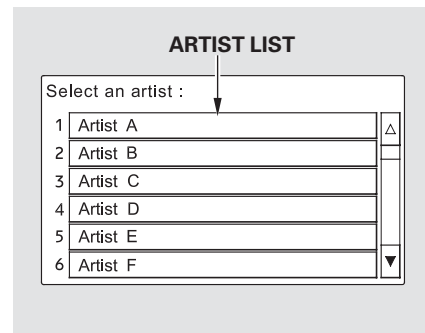 ARTIST LIST
Select an artist :
1 Artist A
2 Artist B
3 Artist C
4 Artist D
5 Artist E
6 Artist F